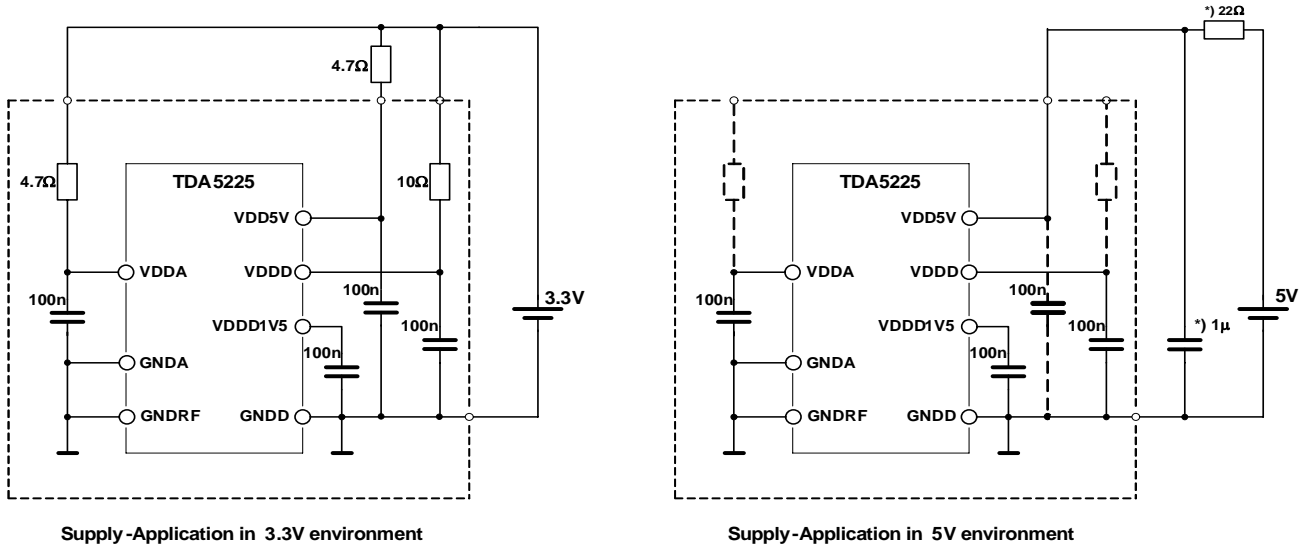 4.7Ω
4.7Ω
TDA5225
10Ω
VDD5V
VDDA
VDDD
100n
100n
3.3V
VDDD1V5
100n
100n
GNDA
GNDRF
GNDD
Supply-Application in 3.3V environment
*) 22Ω
TDA5225
VDD5V
VDDA
VDDD
100n
100n
5V
VDDD1V5
100n
*) 1µ
100n
GNDA
GNDRF
GNDD
Supply-Application in 5V environment